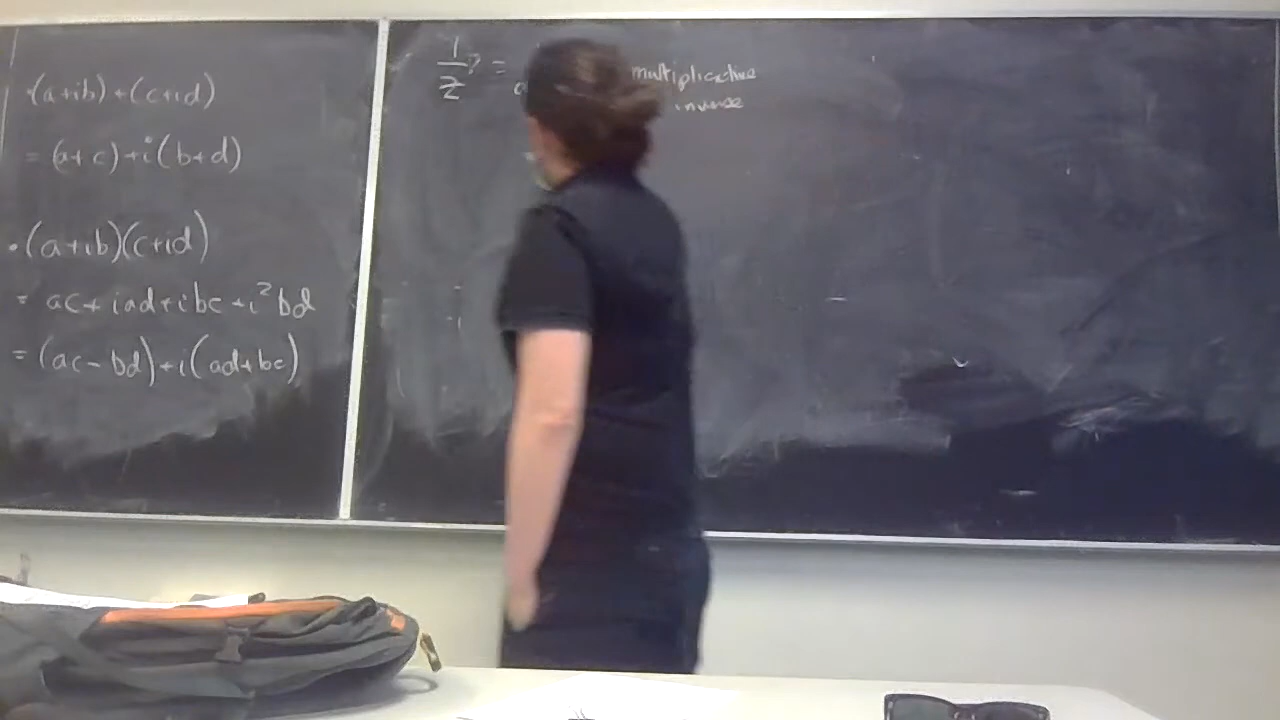 ·(a+ib)+(c+id)
= (a+c)+i(b+d)
·(a+ib)(c+id)
= ac+iad+ibc+i²bd
= (ac-bd)+i(ad+bc)
1/z? =
multiplicative
inverse